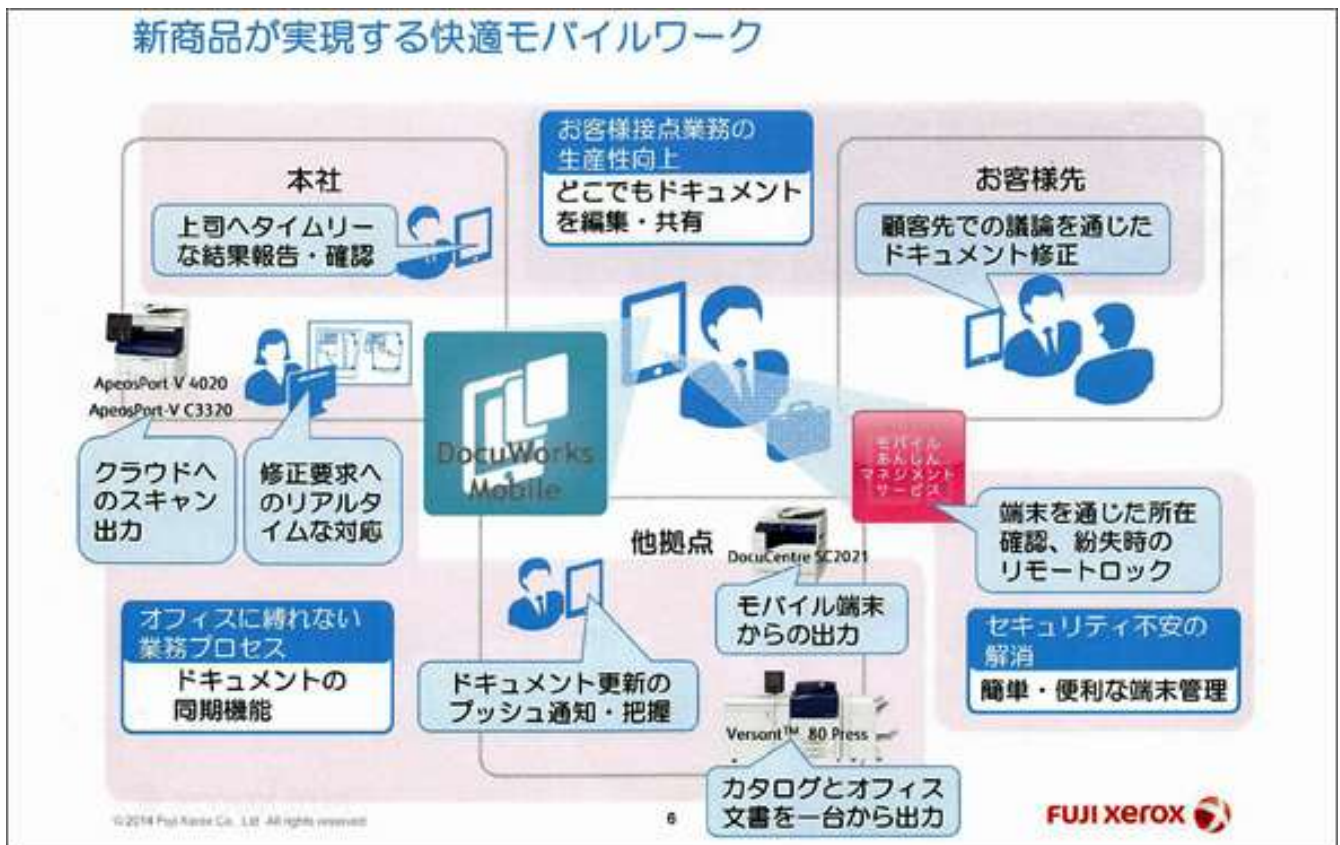 新商品が実現する快適モバイルワーク
お客様接点業務の
生産性向上
どこでもドキュメント
を編集・共有
本社
上司へタイムリー
な結果報告・確認
お客様先
顧客先での議論を通じた
ドキュメント修正
ApeosPort-V 4020
ApeosPort-V C3320
クラウドへ
のスキャン
出力
修正要求へ
のリアルタ
イムな対応
DocuWorks
Mobile
モバイル
あんしん
マネジメント
サービス
端末を通じた所在
確認、紛失時の
リモートロック
他拠点
DocuCentre SC2021
モバイル端末
からの出力
オフィスに縛れない
業務プロセス
ドキュメントの
同期機能
ドキュメント更新の
プッシュ通知・把握
セキュリティ不安の
解消
簡単・便利な端末管理
Versant™ 80 Press
カタログとオフィス
文書を一台から出力
©2014 Fuji Xerox Co., Ltd. All rights reserved.
6
FUJI xerox